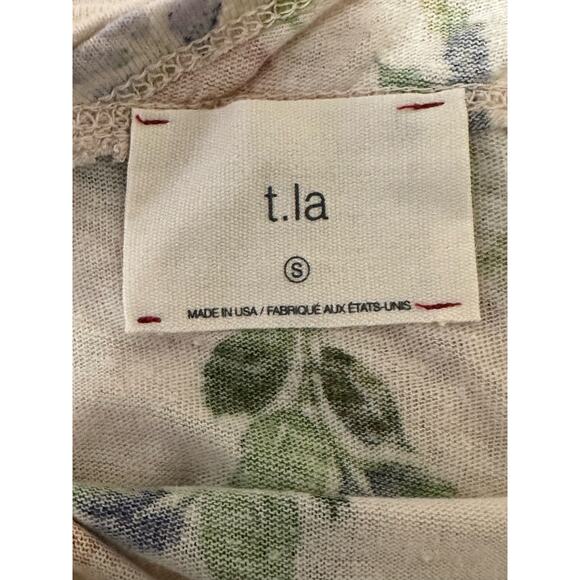 t.la
S
MADE IN USA / FABRIQUÉ AUX ÉTATS-UNIS